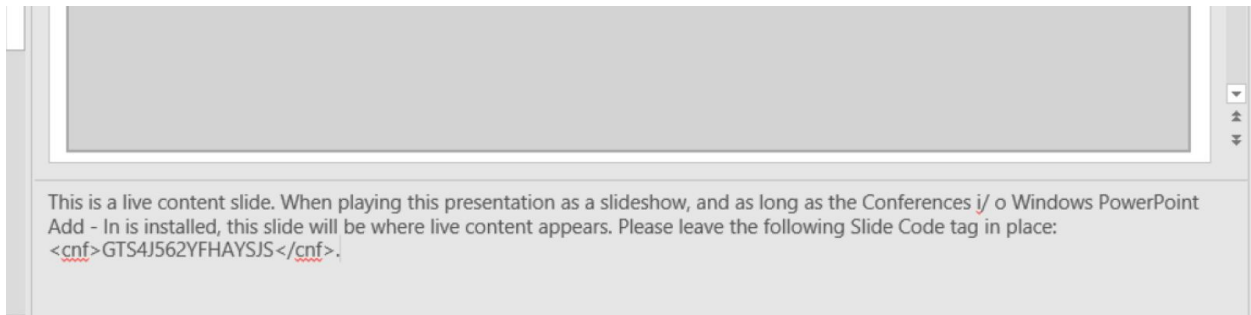 This is a live content slide. When playing this presentation as a slideshow, and as long as the Conferences i/ o Windows PowerPoint
Add - In is installed, this slide will be where live content appears. Please leave the following Slide Code tag in place:
<cnf>GTS4J562YFHAYSJS</cnf>.